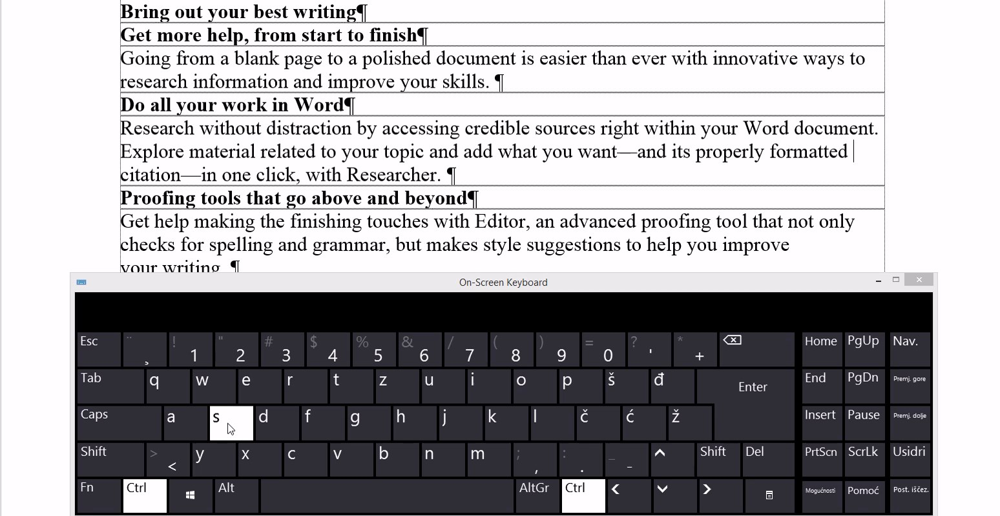 Bring out your best writing¶
Get more help, from start to finish¶
Going from a blank page to a polished document is easier than ever with innovative ways to
research information and improve your skills. ¶
Do all your work in Word¶
Research without distraction by accessing credible sources right within your Word document.
Explore material related to your topic and add what you want—and its properly formatted
citation—in one click, with Researcher. ¶
Proofing tools that go above and beyond¶
Get help making the finishing touches with Editor, an advanced proofing tool that not only
checks for spelling and grammar, but makes style suggestions to help you improve
your writing. ¶
On-Screen Keyboard
Esc ¨ ¸ ! 1 " 2 # 3 $ 4 % 5 & 6 / 7 ( 8 ) 9 = 0 ? ' * + Home PgUp Nav.
Tab q w e r t z u i o p š đ Enter End PgDn Premj. gore
Caps a s d f g h j k l č ć ž Insert Pause Premj. dolje
Shift > < y x c v b n m ; , : . _ - Shift Del PrtScn ScrLk Usidri
Fn Ctrl Alt AltGr Ctrl Mogućnosti Pomoć Post. iščez.